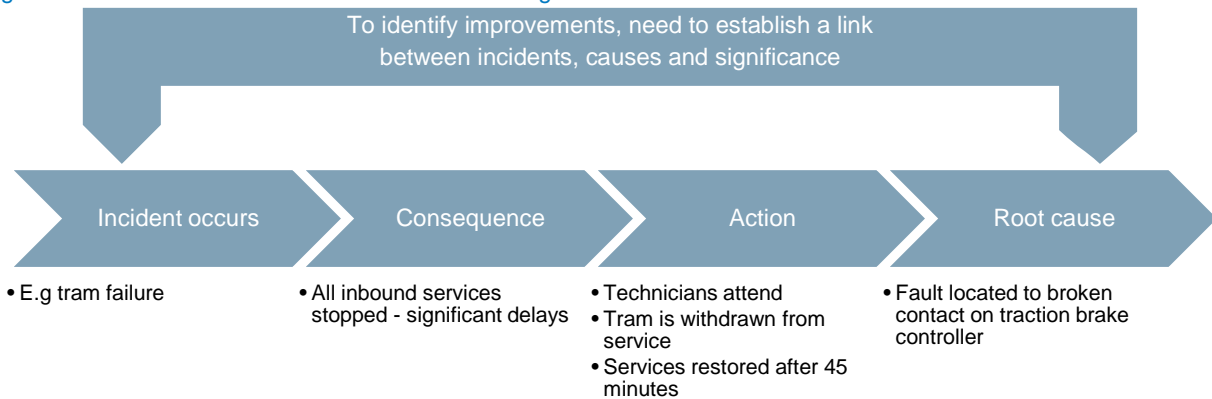 To identify improvements, need to establish a link
between incidents, causes and significance
Incident occurs
Consequence
Action
Root cause
• E.g tram failure
• All inbound services
stopped - significant delays
• Technicians attend
• Tram is withdrawn from
service
• Services restored after 45
minutes
• Fault located to broken
contact on traction brake
controller